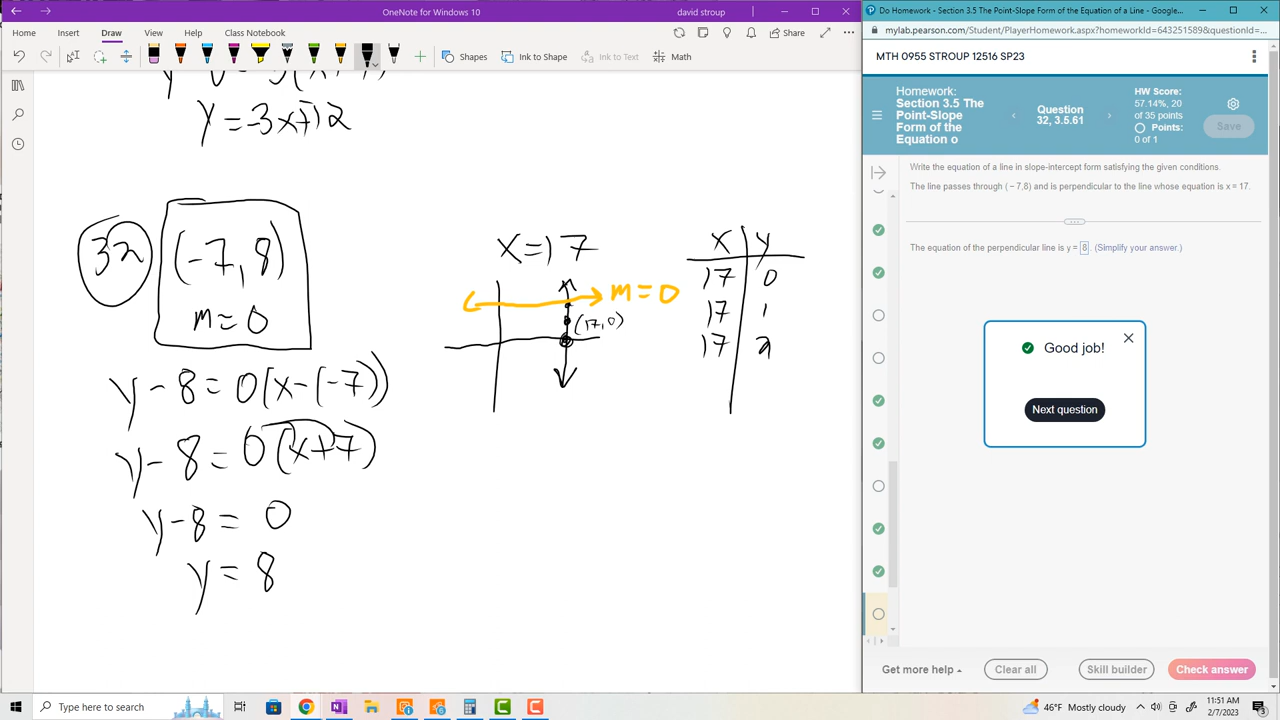 OneNote for Windows 10
david stroup
Home Insert Draw View Help Class Notebook
Share
Shapes Ink to Shape Ink to Text Math
y = -3x+12
32
(-7, 8)
m = 0
y - 8 = 0(x-(-7))
y - 8 = 0(x+7)
y-8 = 0
y = 8
x=17
m=0
(17,0)
x y
17 0
17 1
17 2
Do Homework - Section 3.5 The Point-Slope Form of the Equation of a Line - Google...
mylab.pearson.com/Student/PlayerHomework.aspx?homeworkId=643251589&questionId=...
MTH 0955 STROUP 12516 SP23
Homework:
Section 3.5 The
Point-Slope
Form of the
Equation o
Question
32, 3.5.61
HW Score:
57.14%, 20
of 35 points
Points:
0 of 1
Save
Write the equation of a line in slope-intercept form satisfying the given conditions.
The line passes through (−7,8) and is perpendicular to the line whose equation is x = 17.
The equation of the perpendicular line is y = 8. (Simplify your answer.)
Good job!
Next question
Get more help
Clear all
Skill builder
Check answer
Type here to search
46°F Mostly cloudy
11:51 AM
2/7/2023